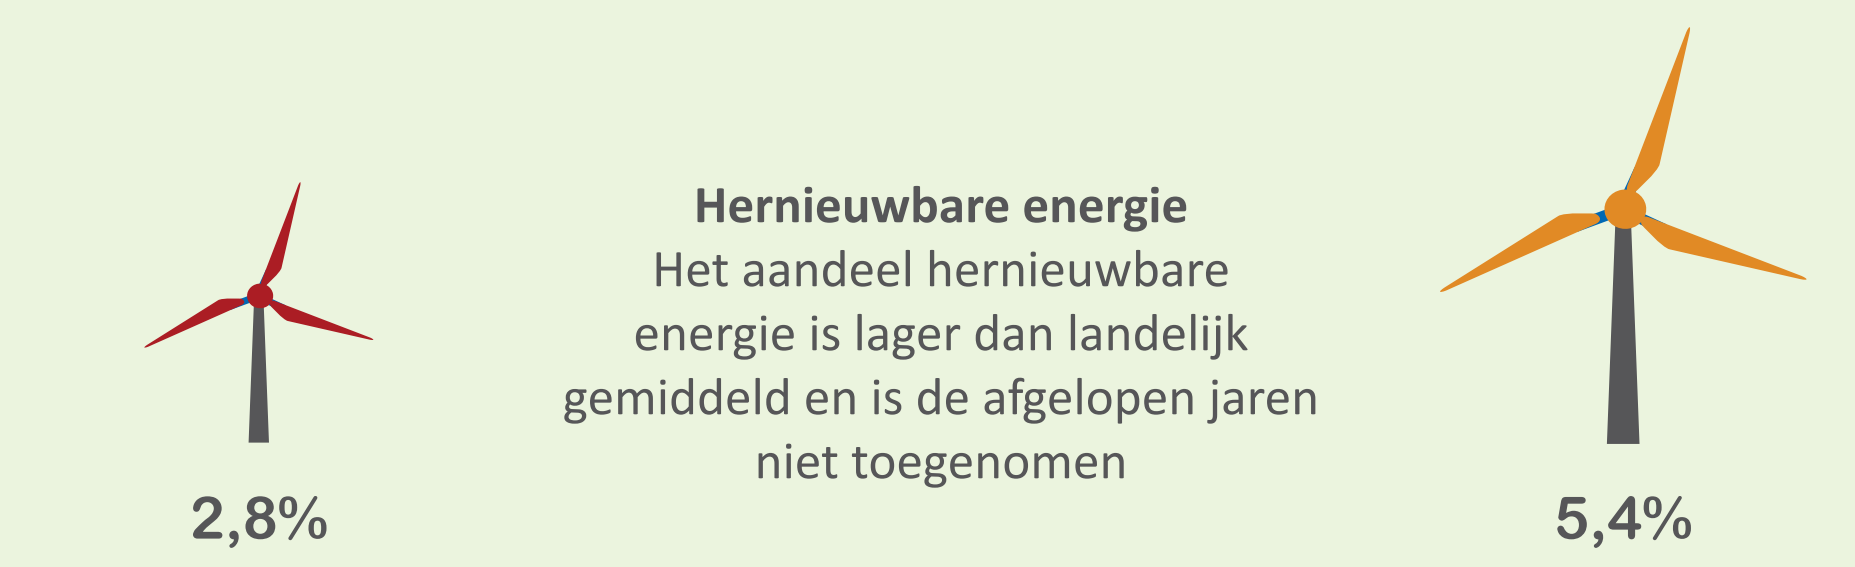 Hernieuwbare energie
Het aandeel hernieuwbare
energie is lager dan landelijk
gemiddeld en is de afgelopen jaren
niet toegenomen
2,8%
5,4%